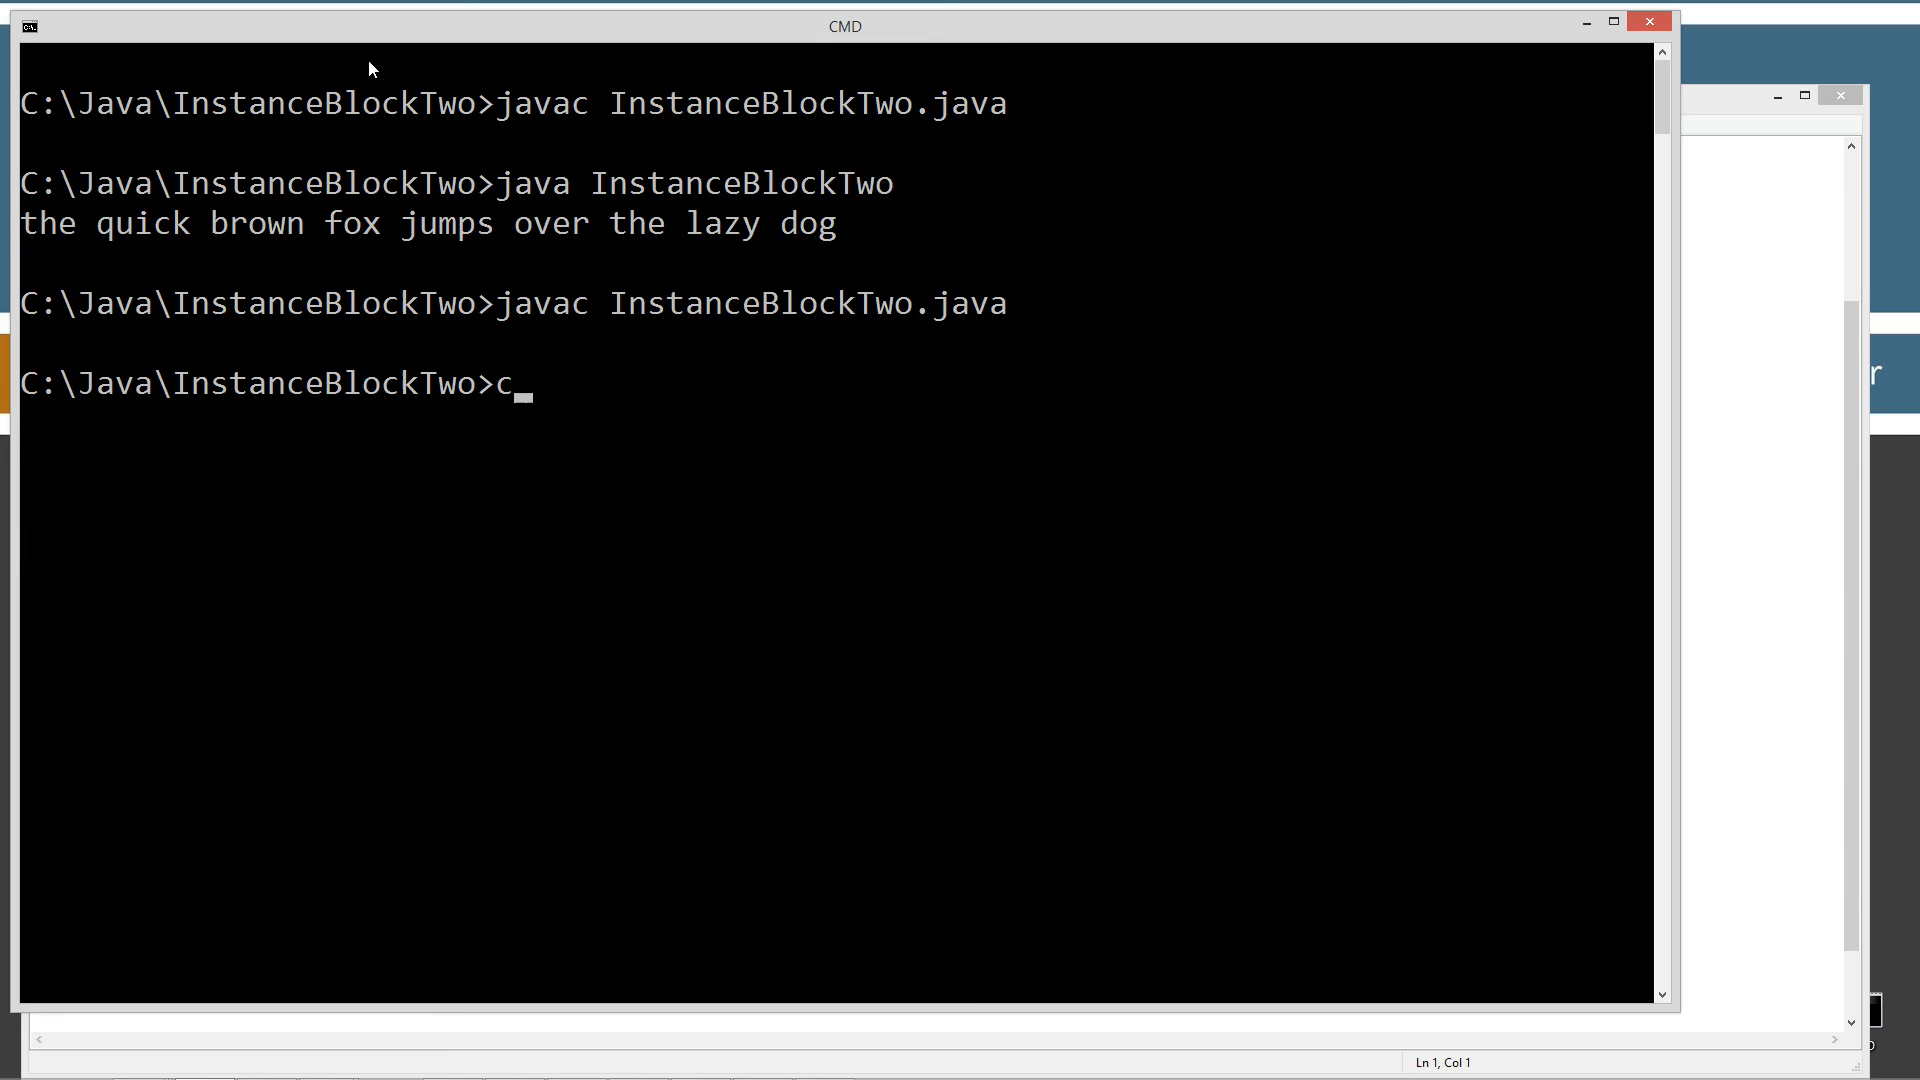 CMD
C:\Java\InstanceBlockTwo>javac InstanceBlockTwo.java
C:\Java\InstanceBlockTwo>java InstanceBlockTwo
the quick brown fox jumps over the lazy dog
C:\Java\InstanceBlockTwo>javac InstanceBlockTwo.java
C:\Java\InstanceBlockTwo>c_
r
Ln 1, Col 1